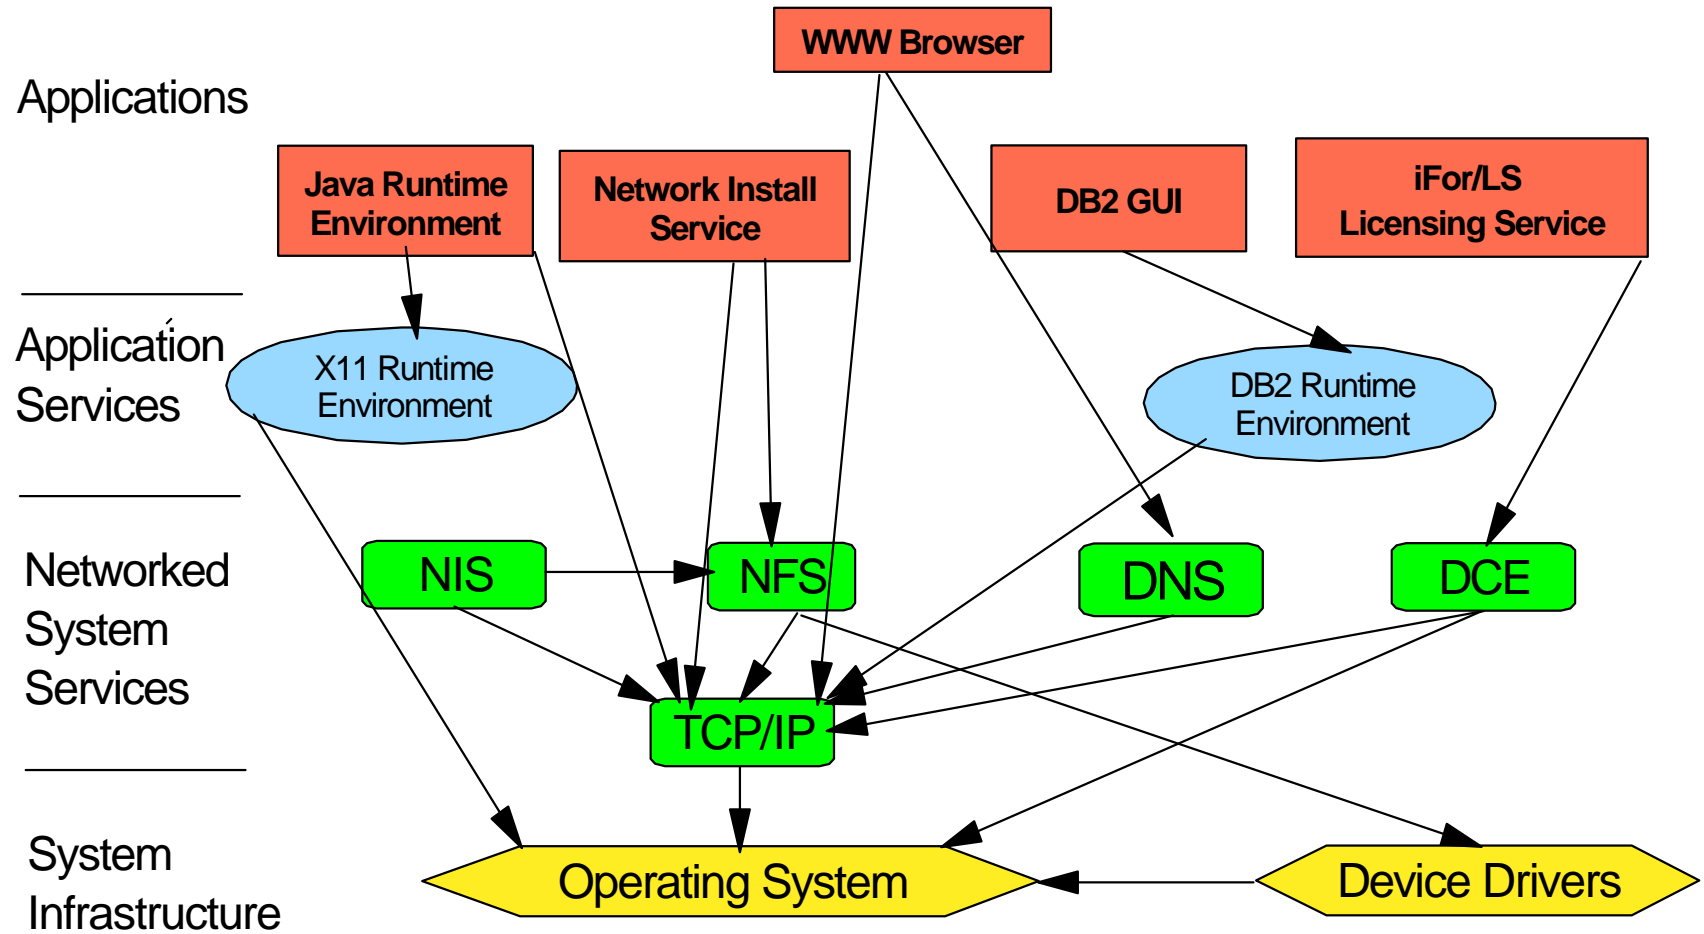 WWW Browser
Applications
Java Runtime
Environment
Network Install
Service
DB2 GUI
iFor/LS
Licensing Service
Application
Services
X11 Runtime
Environment
DB2 Runtime
Environment
Networked
System
Services
NIS
NFS
DNS
DCE
TCP/IP
System
Infrastructure
Operating System
Device Drivers